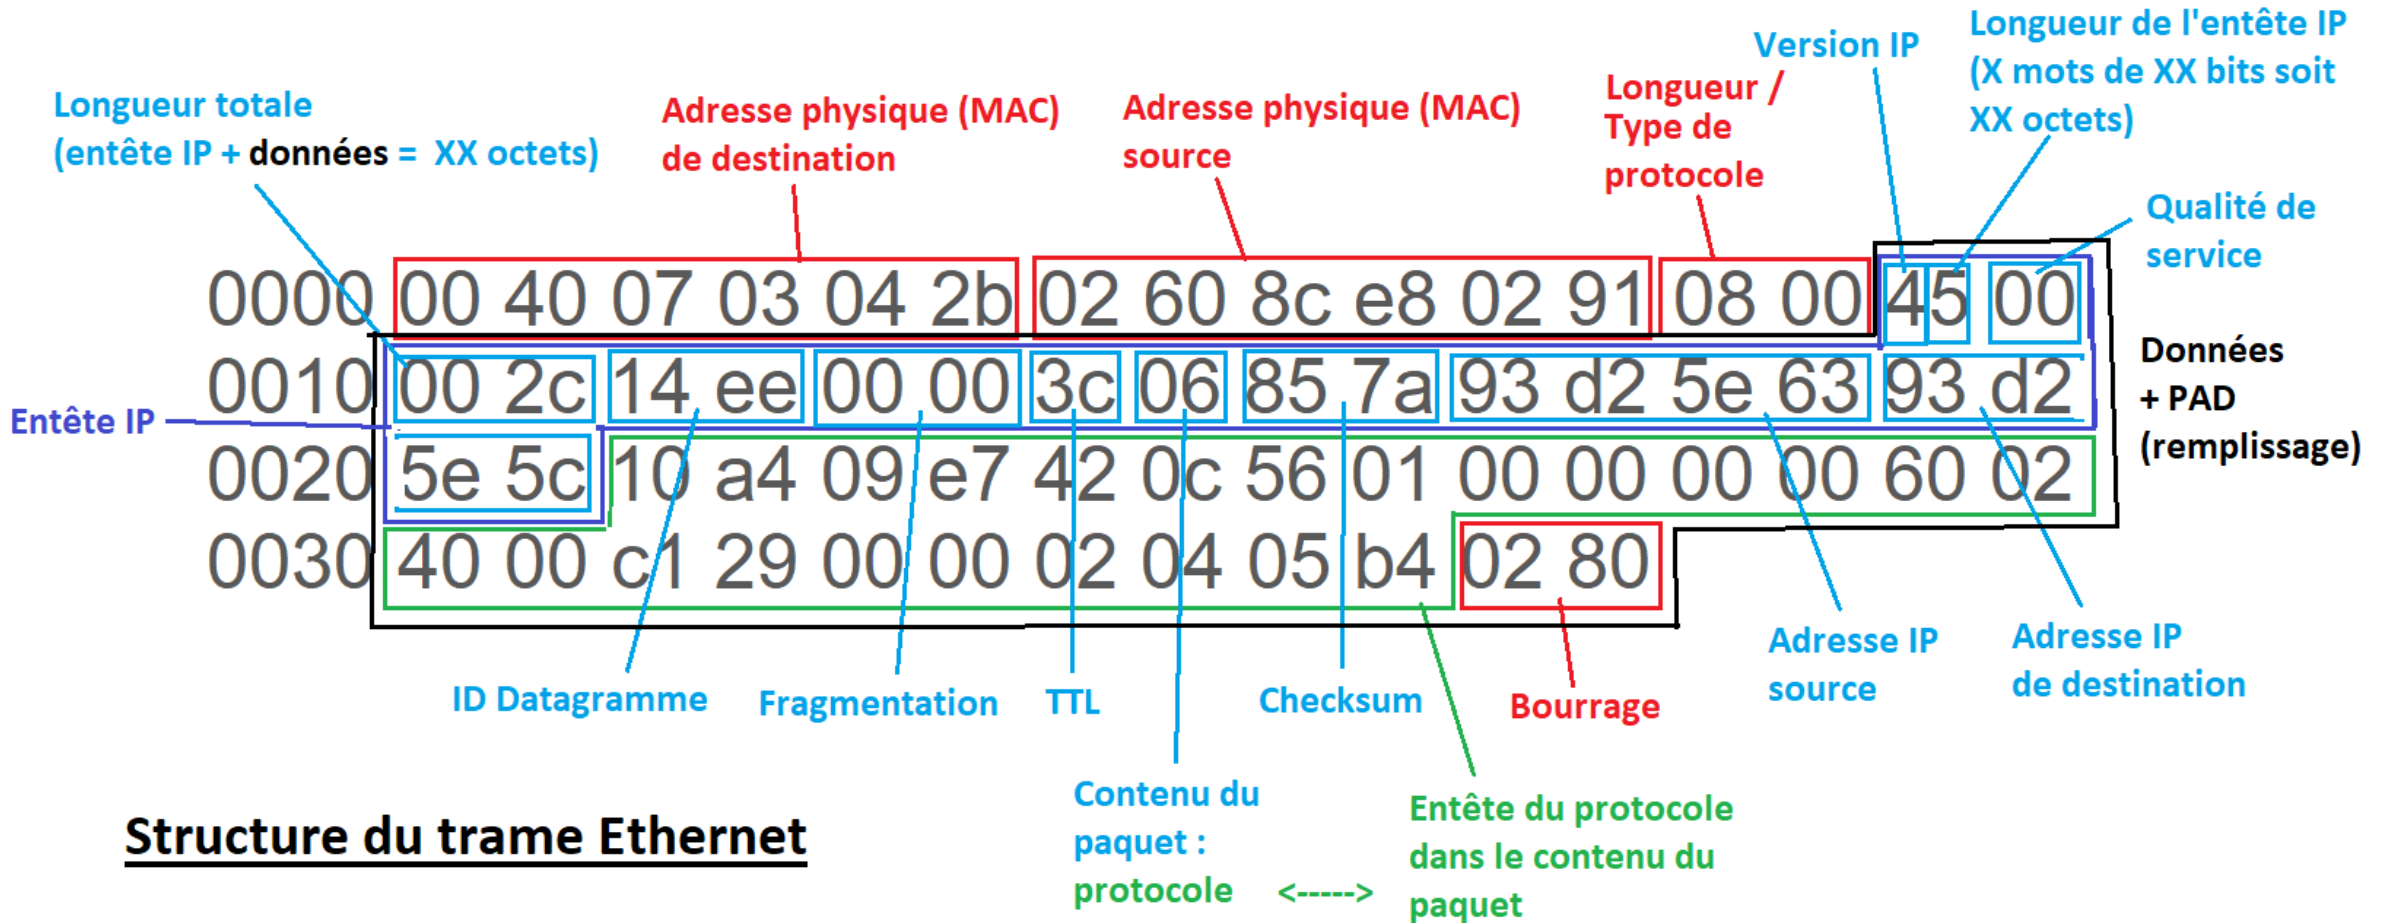 Version IP
Longueur de l'entête IP
(X mots de XX bits soit
XX octets)
Longueur /
Type de
protocole
Longueur totale
(entête IP + données = XX octets)
Adresse physique (MAC)
de destination
Adresse physique (MAC)
source
Qualité de
service
0000 00 40 07 03 04 2b 02 60 8c e8 02 91 08 00 45 00
0010 00 2c 14 ee 00 00 3c 06 85 7a 93 d2 5e 63 93 d2
0020 5e 5c 10 a4 09 e7 42 0c 56 01 00 00 00 00 60 02
0030 40 00 c1 29 00 00 02 04 05 b4 02 80
Entête IP
Données
+ PAD
(remplissage)
ID Datagramme
Fragmentation
TTL
Checksum
Bourrage
Adresse IP
source
Adresse IP
de destination
Contenu du
paquet :
protocole
<----->
Entête du protocole
dans le contenu du
paquet
Structure du trame Ethernet